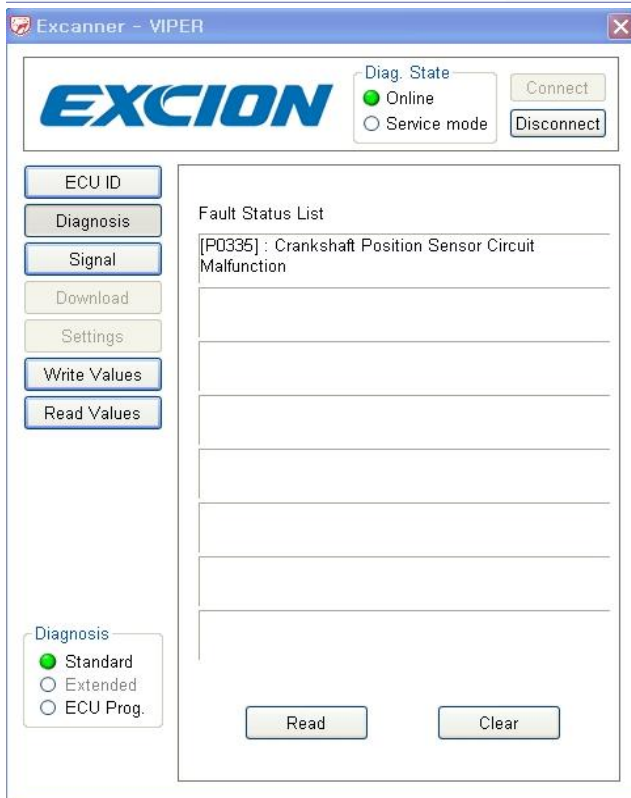 Excanner - VIPER
EXCION
Diag. State
Online
Service mode
Connect
Disconnect
ECU ID
Diagnosis
Signal
Download
Settings
Write Values
Read Values
Fault Status List
[P0335] : Crankshaft Position Sensor Circuit
Malfunction
Diagnosis
Standard
Extended
ECU Prog.
Read
Clear